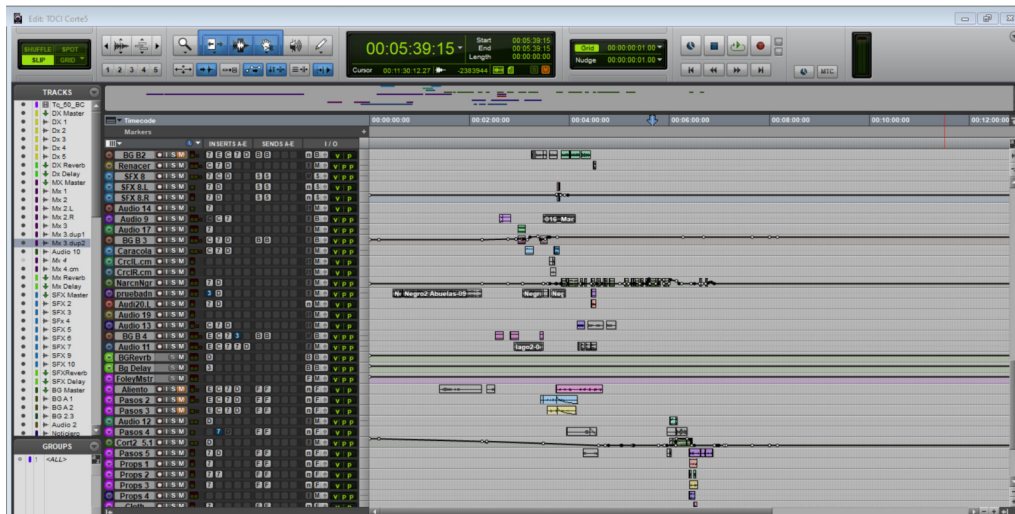 Edit: TOCI Corte5
SHUFFLE SPOT
SLIP GRID
1 2 3 4 5
00:05:39:15
Start 00:05:39:15
End 00:05:39:15
Length 00:00:00:00
Cursor 00:11:30:12.27 -2383944
Grid 00:00:00:01.00
Nudge 00:00:00:01.00
MTC
TRACKS
To_50_BC
DX Master
DX 1
Dx 2
Dx 3
Dx 4
Dx 5
DX Reverb
Dx Delay
MX Master
Mx 1
Mx 2
Mx 2.L
Mx 2.R
Mx 3
Mx 3.dup1
Mx 3.dup2
Audio 10
Mx 4
Mx 4.cm
Mx Reverb
Mx Delay
SFX Master
SFX 2
SFX 3
SFx 4
SFX 5
SFX 6
SFX 7
SFX 9
SFX 10
SFXReverb
SFX Delay
BG Master
BG A 1
BG A 2
BG 2.3
Audio 2
Noticiero
GROUPS
<ALL>
Timecode
00:00:00:00 00:02:00:00 00:04:00:00 00:06:00:00 00:08:00:00 00:10:00:00 00:12:00:00
Markers
INSERTS A-E SENDS A-E I / O
BG B2
Renacer
SFX 8
SFX 8.L
SFX 8.R
Audio 14
Audio 9
016_Mac
Audio 17
BG B 3
Caracola
CrclL.cm
CrclR.cm
NarcnNgr
pruebadn
Negro2 Abuelas-09
Audi20.L
Audio 19
Audio 13
BG B 4
Audio 11
lago2-0
BGRevrb
Bg Delay
FoleyMstr
Aliento
Pasos 2
Pasos 3
Audio 12
Pasos 4
Cort2_5.1
Pasos 5
Props 1
Props 2
Props 3
Props 4
Cloth